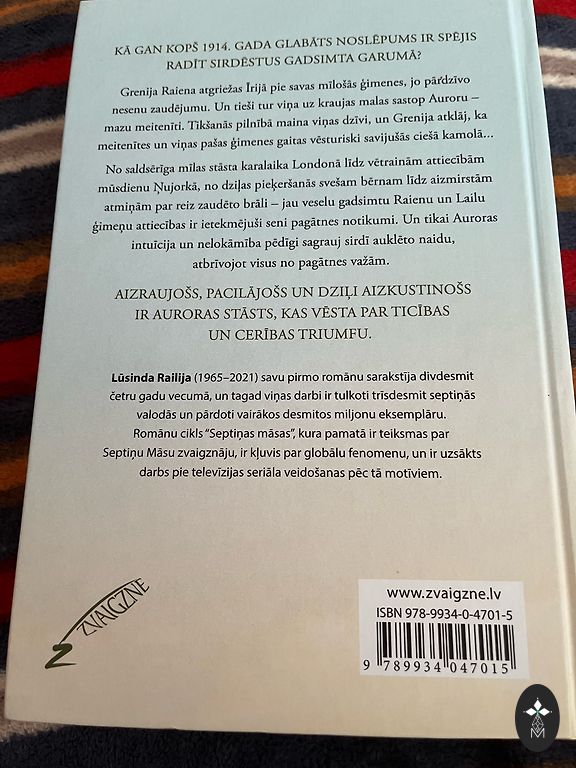 KĀ GAN KOPŠ 1914. GADA GLABĀTS NOSLĒPUMS IR SPĒJIS
RADĪT SIRDĒSTUS GADSIMTA GARUMĀ?
Grenija Raiena atgriežas Īrijā pie savas mīlošās ģimenes, jo pārdzīvo
nesenu zaudējumu. Un tieši tur viņa uz kraujas malas sastop Auroru –
mazu meitenīti. Tikšanās pilnībā maina viņas dzīvi, un Grenija atklāj, ka
meitenītes un viņas pašas ģimenes gaitas vēsturiski savijušās ciešā kamolā...
No saldsērīga mīlas stāsta karalaika Londonā līdz vētrainām attiecībām
mūsdienu Ņujorkā, no dziļas pieķeršanās svešam bērnam līdz aizmirstām
atmiņām par reiz zaudēto brāli – jau veselu gadsimtu Raienu un Lailu
ģimeņu attiecības ir ietekmējuši seni pagātnes notikumi. Un tikai Auroras
intuīcija un nelokāmība pēdīgi sagrauj sirdī auklēto naidu,
atbrīvojot visus no pagātnes važām.
AIZRAUJOŠS, PACILĀJOŠS UN DZIĻI AIZKUSTINOŠS
IR AURORAS STĀSTS, KAS VĒSTA PAR TICĪBAS
UN CERĪBAS TRIUMFU.
Lūsinda Railija (1965–2021) savu pirmo romānu sarakstīja divdesmit
četru gadu vecumā, un tagad viņas darbi ir tulkoti trīsdesmit septiņās
valodās un pārdoti vairākos desmitos miljonu eksemplāru.
Romānu cikls “Septiņas māsas”, kura pamatā ir teiksmas par
Septiņu Māsu zvaigznāju, ir kļuvis par globālu fenomenu, un ir uzsākts
darbs pie televīzijas seriāla veidošanas pēc tā motīviem.
ZVAIGZNE
www.zvaigzne.lv
ISBN 978-9934-0-4701-5
9 789934 047015